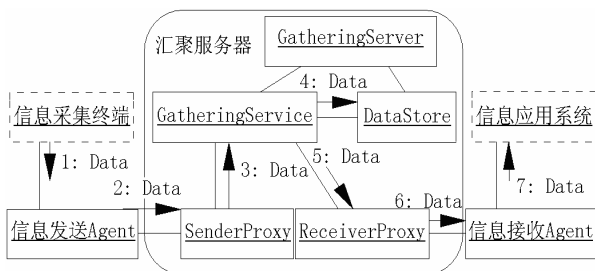 汇聚服务器
GatheringServer
4: Data
信息采集终端
GatheringService
DataStore
信息应用系统
1: Data
3: Data
5: Data
2: Data
6: Data
7: Data
信息发送Agent
SenderProxy
ReceiverProxy
信息接收Agent